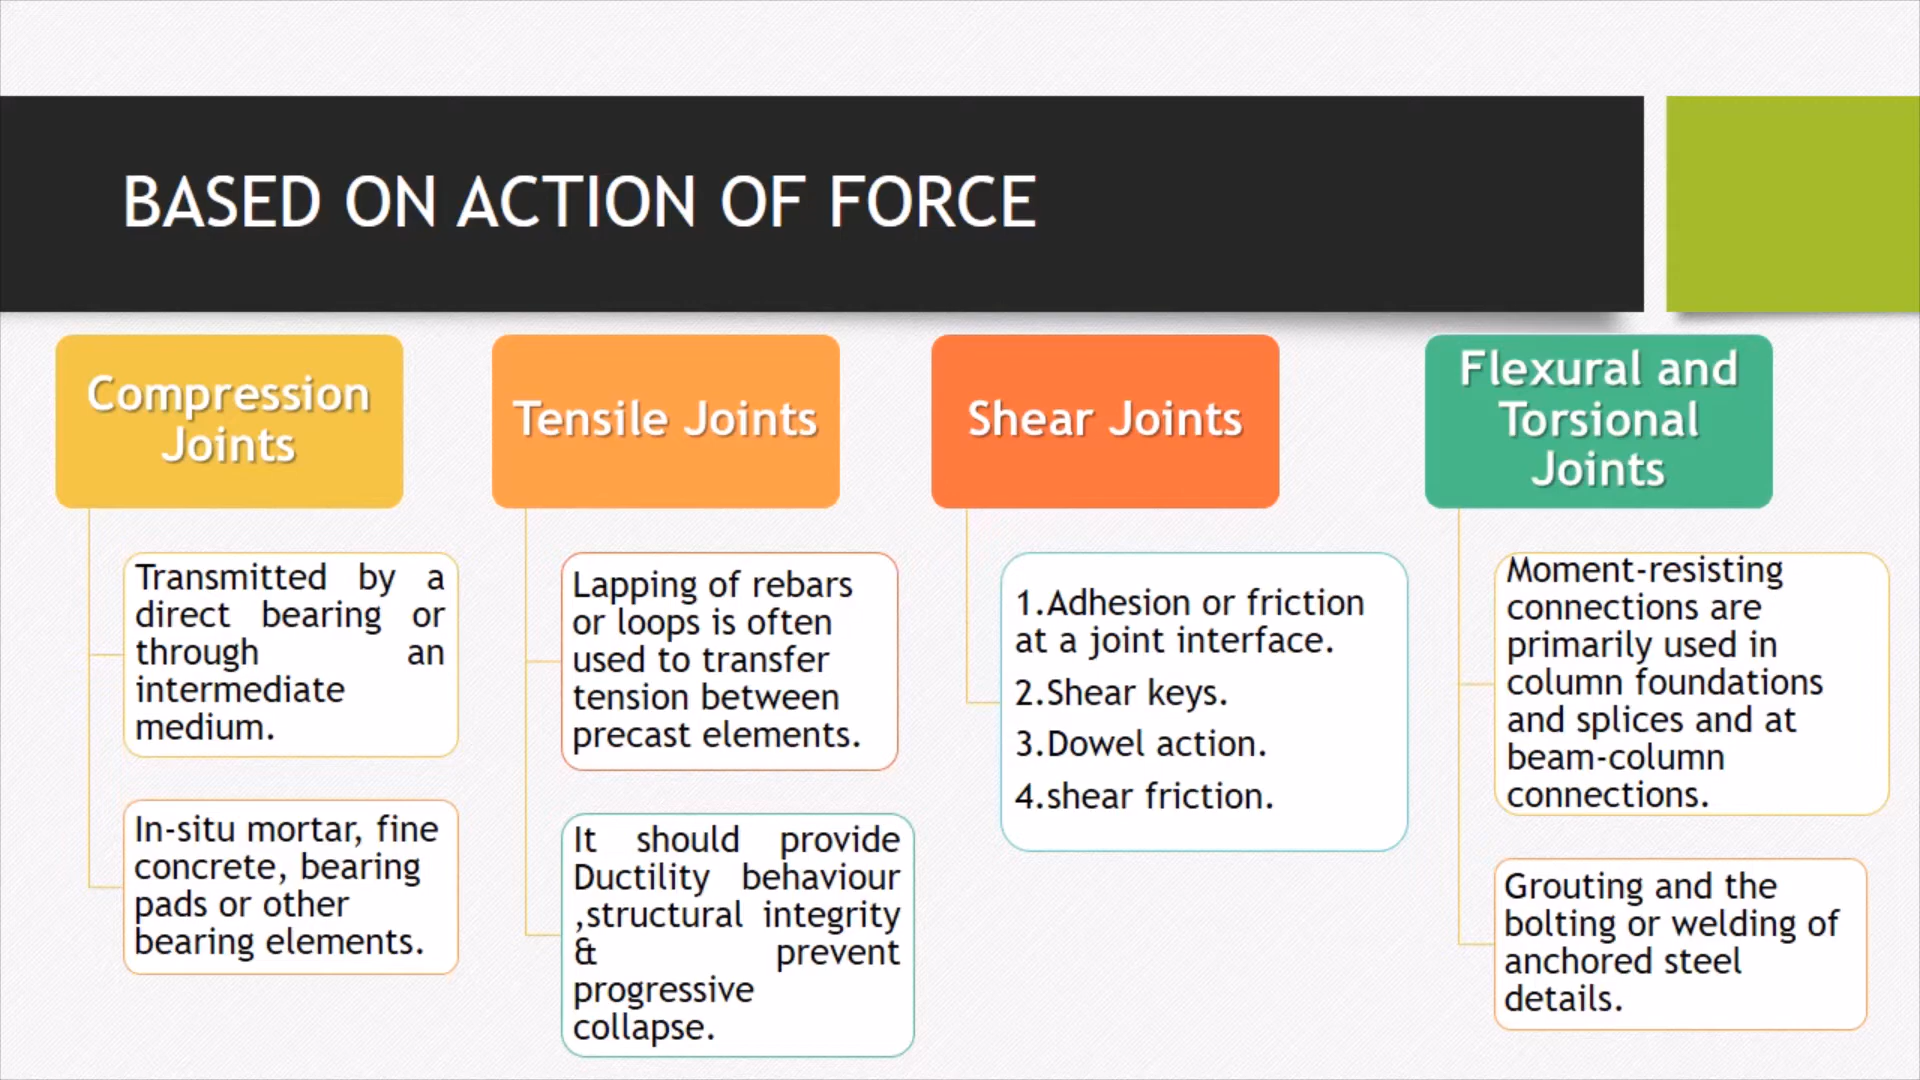 BASED ON ACTION OF FORCE
Compression
Joints
Transmitted by a
direct bearing or
through an
intermediate
medium.
In-situ mortar, fine
concrete, bearing
pads or other
bearing elements.
Tensile Joints
Lapping of rebars
or loops is often
used to transfer
tension between
precast elements.
It should provide
Ductility behaviour
,structural integrity
& prevent
progressive
collapse.
Shear Joints
1.Adhesion or friction
at a joint interface.
2.Shear keys.
3.Dowel action.
4.shear friction.
Flexural and
Torsional
Joints
Moment-resisting
connections are
primarily used in
column foundations
and splices and at
beam-column
connections.
Grouting and the
bolting or welding of
anchored steel
details.